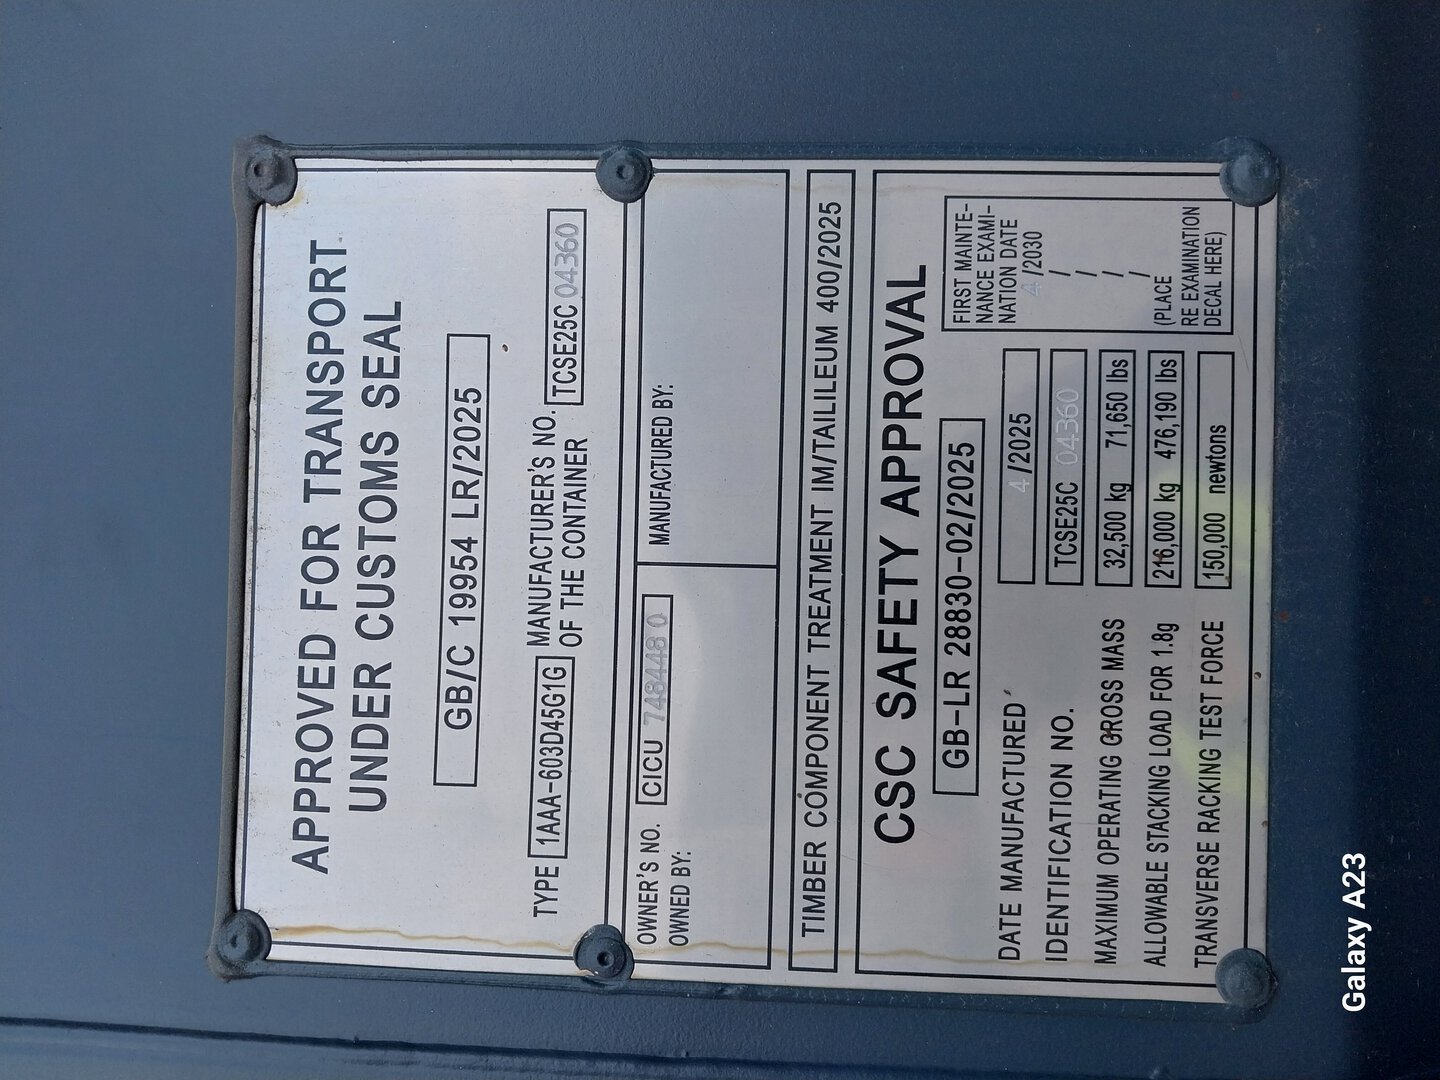 APPROVED FOR TRANSPORT
UNDER CUSTOMS SEAL
GB/C 19954 LR/2025
TYPE 1AAA-603D45G1G MANUFACTURER'S NO. OF THE CONTAINER TCSE25C 04360
OWNER'S NO. CICU 748448 0
OWNED BY:
MANUFACTURED BY:
TIMBER COMPONENT TREATMENT IM/TAILILEUM 400/2025
CSC SAFETY APPROVAL
GB-LR 28830-02/2025
DATE MANUFACTURED 4 /2025
IDENTIFICATION NO. TCSE25C 04360
MAXIMUM OPERATING GROSS MASS 32,500 kg 71,650 lbs
ALLOWABLE STACKING LOAD FOR 1.8g 216,000 kg 476,190 lbs
TRANSVERSE RACKING TEST FORCE 150,000 newtons
FIRST MAINTE-
NANCE EXAMI-
NATION DATE
4 /2030
/
/
/
/
(PLACE
RE EXAMINATION
DECAL HERE)
Galaxy A23